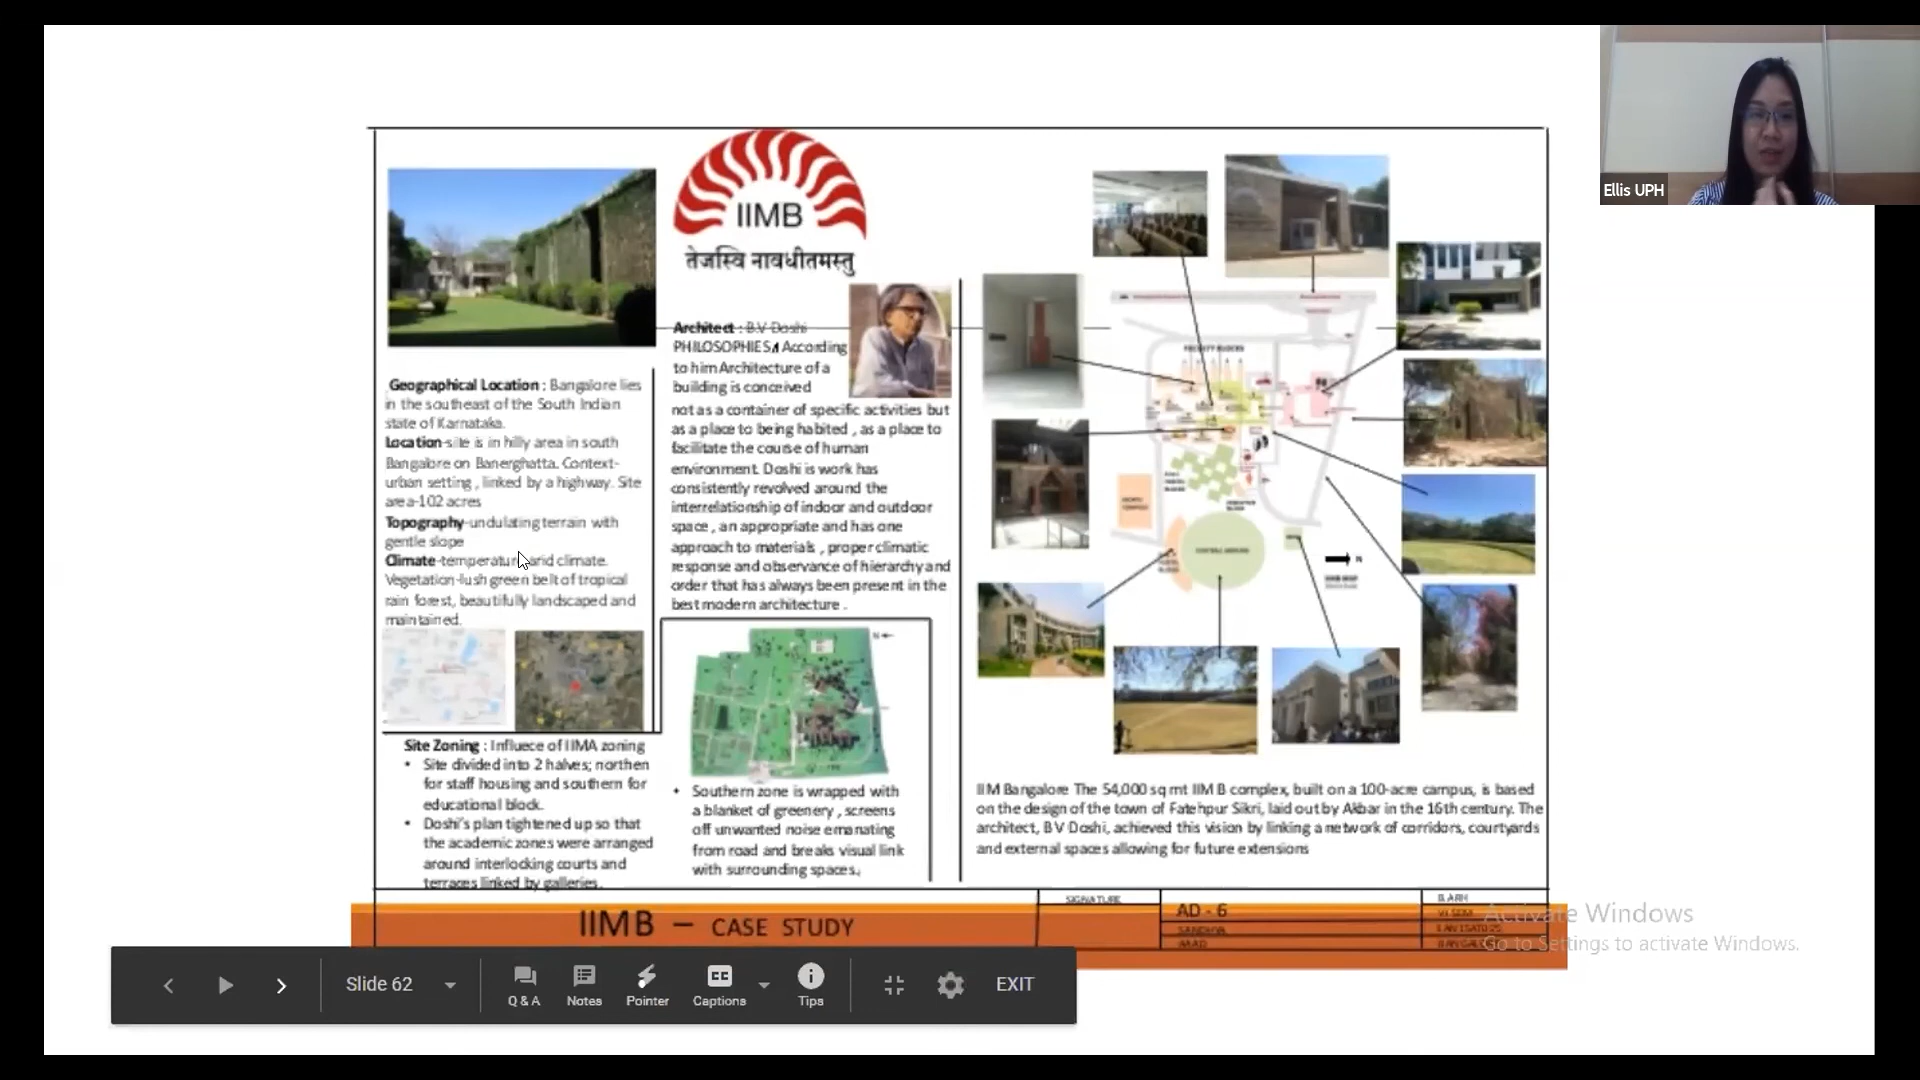 Ellis UPH
IIMB
तेजस्वि नावधीतमस्तु
Geographical Location : Bangalore lies
in the southeast of the South Indian
state of Karnataka.
Location-site is in hilly area in south
Bangalore on Banerghatta. Context-
urban setting , linked by a highway. Site
area-102 acres
Topography-undulating terrain with
gentle slope
Climate-temperature arid climate.
Vegetation-lush green belt of tropical
rain forest, beautifully landscaped and
maintained.
Site Zoning : Influece of IIMA zoning
• Site divided into 2 halves; northen
for staff housing and southern for
educational block.
• Doshi's plan tightened up so that
the academic zones were arranged
around interlocking courts and
terraces linked by galleries.
Architect : B.V Doshi
PHILOSOPHIES According
to him Architecture of a
building is conceived
not as a container of specific activities but
as a place to being habited , as a place to
facilitate the course of human
environment. Doshi is work has
consistently revolved around the
interrelationship of indoor and outdoor
space , an appropriate and has one
approach to materials , proper climatic
response and observance of hierarchy and
order that has always been present in the
best modern architecture .
N
• Southern zone is wrapped with
a blanket of greenery , screens
off unwanted noise emanating
from road and breaks visual link
with surrounding spaces.
FACULTY BLOCKS
N
IIM Bangalore The 54,000 sq mt IIM B complex, built on a 100-acre campus, is based
on the design of the town of Fatehpur Sikri, laid out by Akbar in the 16th century. The
architect, B V Doshi, achieved this vision by linking a network of corridors, courtyards
and external spaces allowing for future extensions
IIMB – CASE STUDY
SIGNATURE
AD - 6
SANDHYA
B.ARH
Activate Windows
Go to Settings to activate Windows.
Slide 62
Q & A
Notes
Pointer
CC
Captions
Tips
EXIT